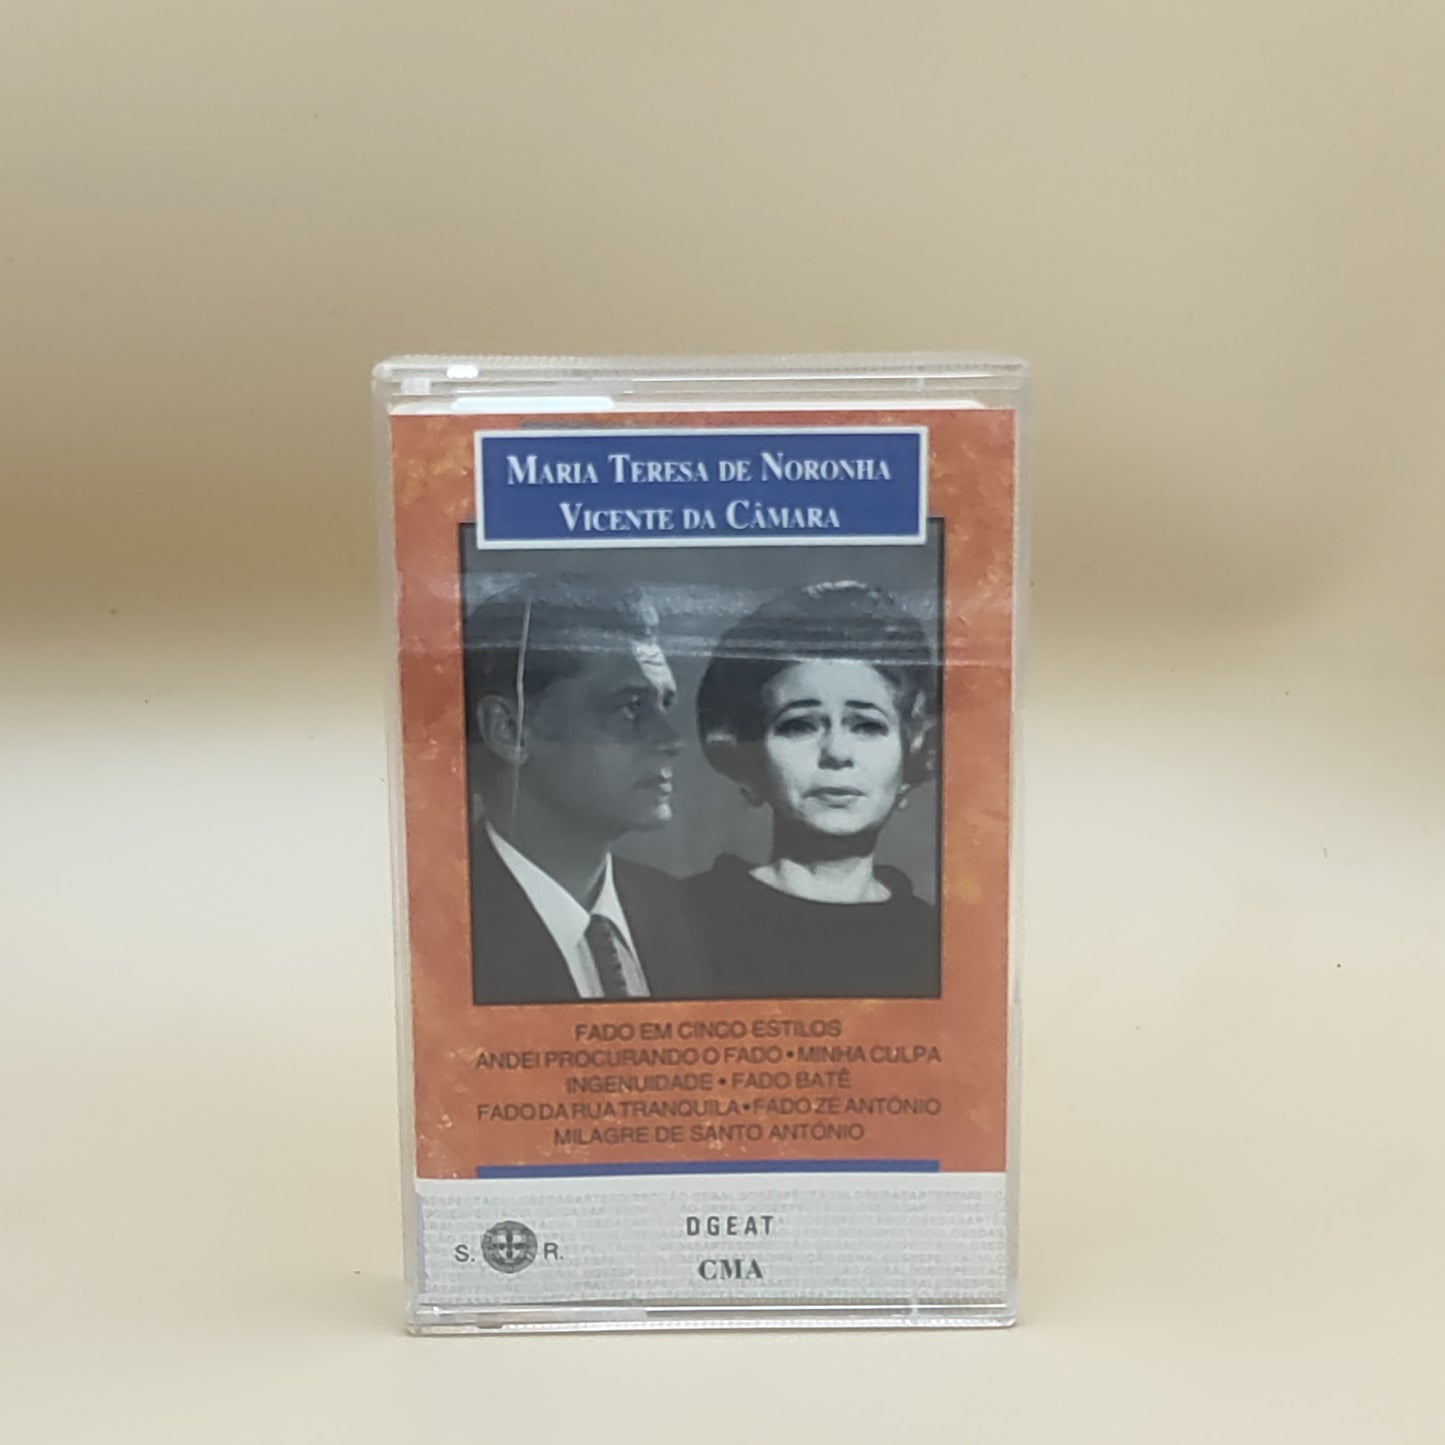 MARIA TERESA DE NORONHA
VICENTE DA CÂMARA
FADO EM CINCO ESTILOS
ANDEI PROCURANDO O FADO • MINHA CULPA
INGENUIDADE • FADO BATÊ
FADO DA RUA TRANQUILA • FADO ZÉ ANTÓNIO
MILAGRE DE SANTO ANTÓNIO
DGEAT
S. R.
CMA